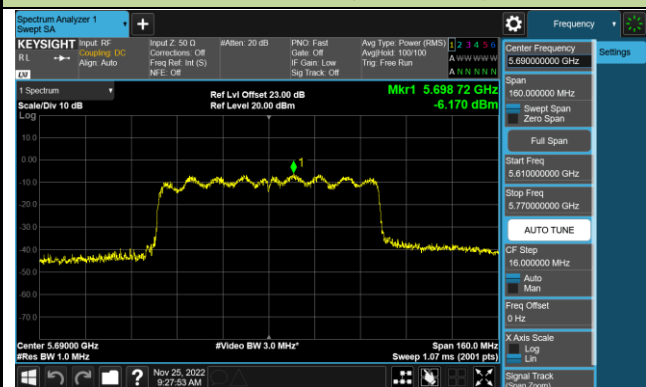 Spectrum Analyzer 1
Swept SA
+
Frequency
KEYSIGHT
RL
LXI
Input: RF
Coupling: DC
Align: Auto
Input Z: 50 Ω
Corrections: Off
Freq Ref: Int (S)
NFE: Off
#Atten: 20 dB
PNO: Fast
Gate: Off
IF Gain: Low
Sig Track: Off
Avg Type: Power (RMS)
Avg|Hold: 100/100
Trig: Free Run
1 2 3 4 5 6
A W W W W W
A N N N N N
1 Spectrum
Scale/Div 10 dB
Log
Ref Lvl Offset 23.00 dB
Ref Level 20.00 dBm
Mkr1 5.698 72 GHz
-6.170 dBm
10.0
0.00
-10.0
-20.0
-30.0
-40.0
-50.0
-60.0
-70.0
1
Center 5.69000 GHz
#Res BW 1.0 MHz
#Video BW 3.0 MHz*
Span 160.0 MHz
Sweep 1.07 ms (2001 pts)
Nov 25, 2022
9:27:53 AM
?
Center Frequency
5.690000000 GHz
Span
160.000000 MHz
Swept Span
Zero Span
Full Span
Start Freq
5.610000000 GHz
Stop Freq
5.770000000 GHz
AUTO TUNE
CF Step
16.000000 MHz
Auto
Man
Freq Offset
0 Hz
X Axis Scale
Log
Lin
Signal Track
(Span Zoom)
Settings